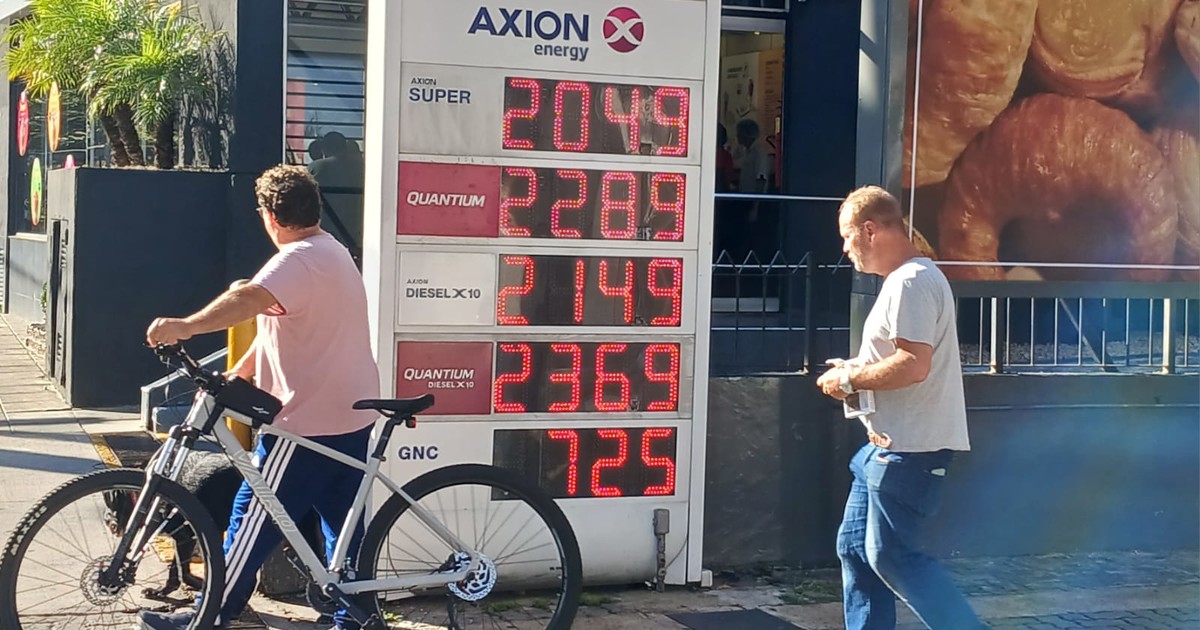 AXION
energy
AXION
SUPER 2049
QUANTIUM 2289
AXION
DIESEL X10 2149
QUANTIUM 2369
DIESEL X10
GNC 725